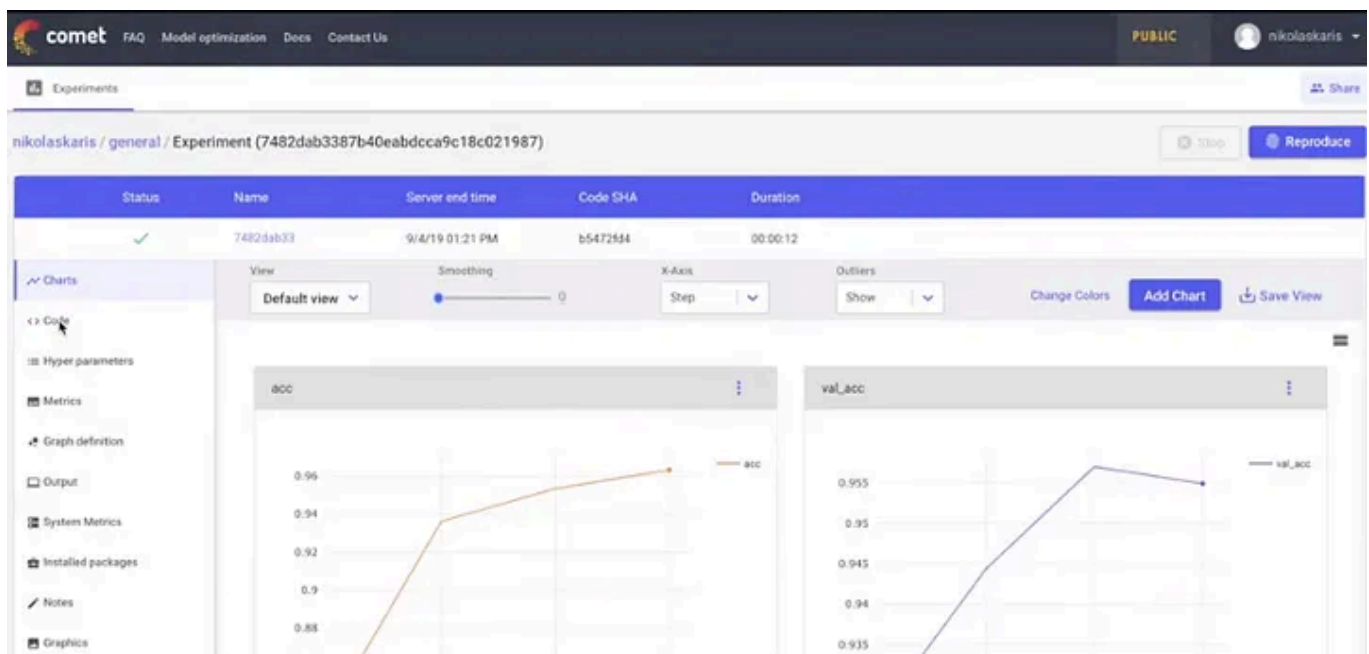 comet FAQ Model optimization Docs Contact Us PUBLIC nikolaskaris
Experiments Share
nikolaskaris / general / Experiment (7482dab3387b40eabdcca9c18c021987)
Stop Reproduce
Status Name Server end time Code SHA Duration
7482dab33 9/4/19 01:21 PM b5472fd4 00:00:12
Charts
View Smoothing X-Axis Outliers
Default view 0 Step Show Change Colors Add Chart Save View
<> Code
Hyper parameters
Metrics
Graph definition
Output
System Metrics
Installed packages
Notes
Graphics
acc
acc
0.96
0.94
0.92
0.9
0.88
val_acc
val_acc
0.955
0.95
0.945
0.94
0.935